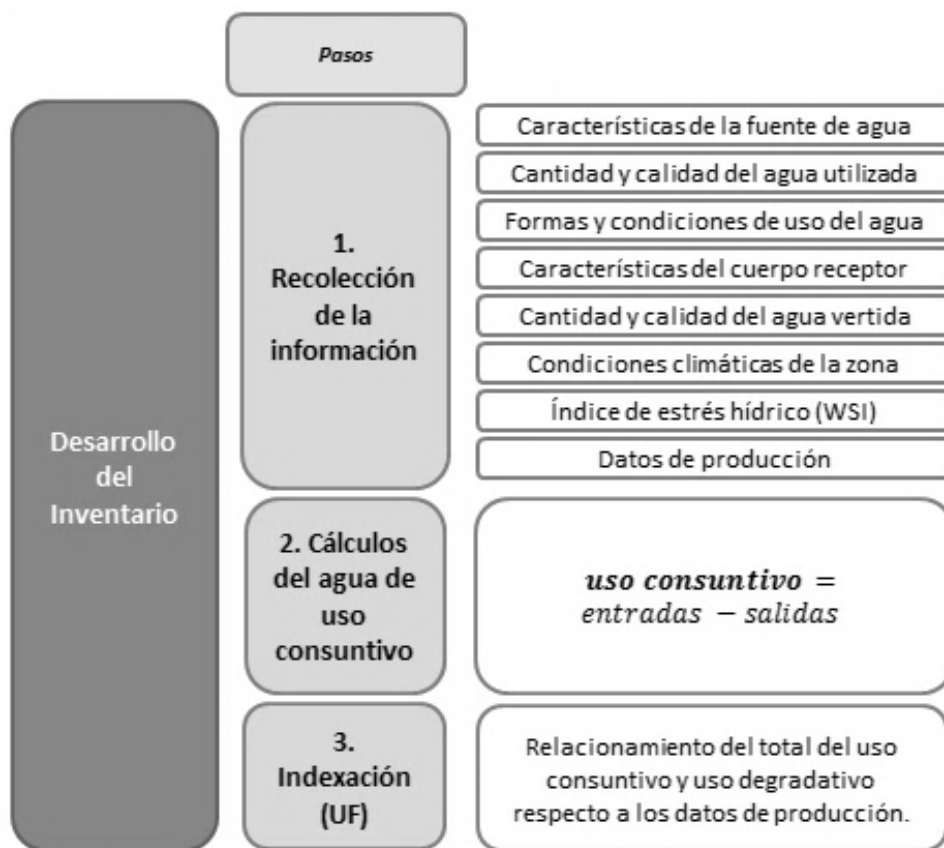 Pasos
Desarrollo
del
Inventario
1.
Recolección
de la
información
Características de la fuente de agua
Cantidad y calidad del agua utilizada
Formas y condiciones de uso del agua
Características del cuerpo receptor
Cantidad y calidad del agua vertida
Condiciones climáticas de la zona
Índice de estrés hídrico (WSI)
Datos de producción
2. Cálculos
del agua de
uso
consuntivo
uso consuntivo =
entradas − salidas
3.
Indexación
(UF)
Relacionamiento del total del uso
consuntivo y uso degradativo
respecto a los datos de producción.